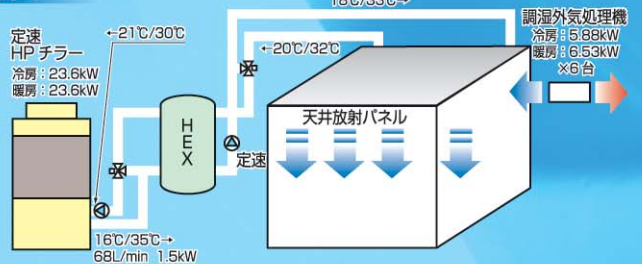 18℃/33℃→
定速
HPチラー
冷房：23.6kW
暖房：23.6kW
←21℃/30℃
←20℃/32℃
調湿外気処理機
冷房：5.88kW
暖房：6.53kW
×6台
天井放射パネル
HEX
定速
16℃/35℃→
68L/min 1.5kW